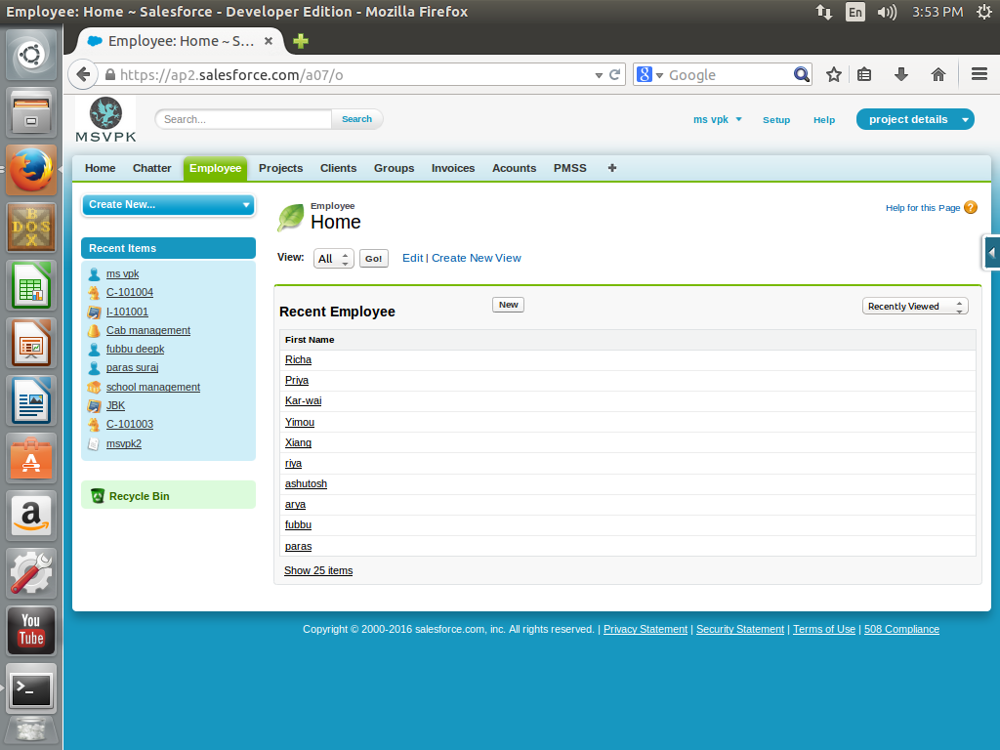 Employee: Home ~ Salesforce - Developer Edition - Mozilla Firefox
En
3:53 PM
Employee: Home ~ S...
https://ap2.salesforce.com/a07/o
Google
MSVPK
Search...
Search
ms vpk
Setup
Help
project details
Home
Chatter
Employee
Projects
Clients
Groups
Invoices
Acounts
PMSS
Create New...
Recent Items
ms vpk
C-101004
I-101001
Cab management
fubbu deepk
paras suraj
school management
JBK
C-101003
msvpk2
Recycle Bin
Employee
Home
Help for this Page
View:
All
Go!
Edit | Create New View
Recent Employee
New
Recently Viewed
First Name
Richa
Priya
Kar-wai
Yimou
Xiang
riya
ashutosh
arya
fubbu
paras
Show 25 items
Copyright © 2000-2016 salesforce.com, inc. All rights reserved. | Privacy Statement | Security Statement | Terms of Use | 508 Compliance
DOS
BOX
A
a
You
Tube
>_